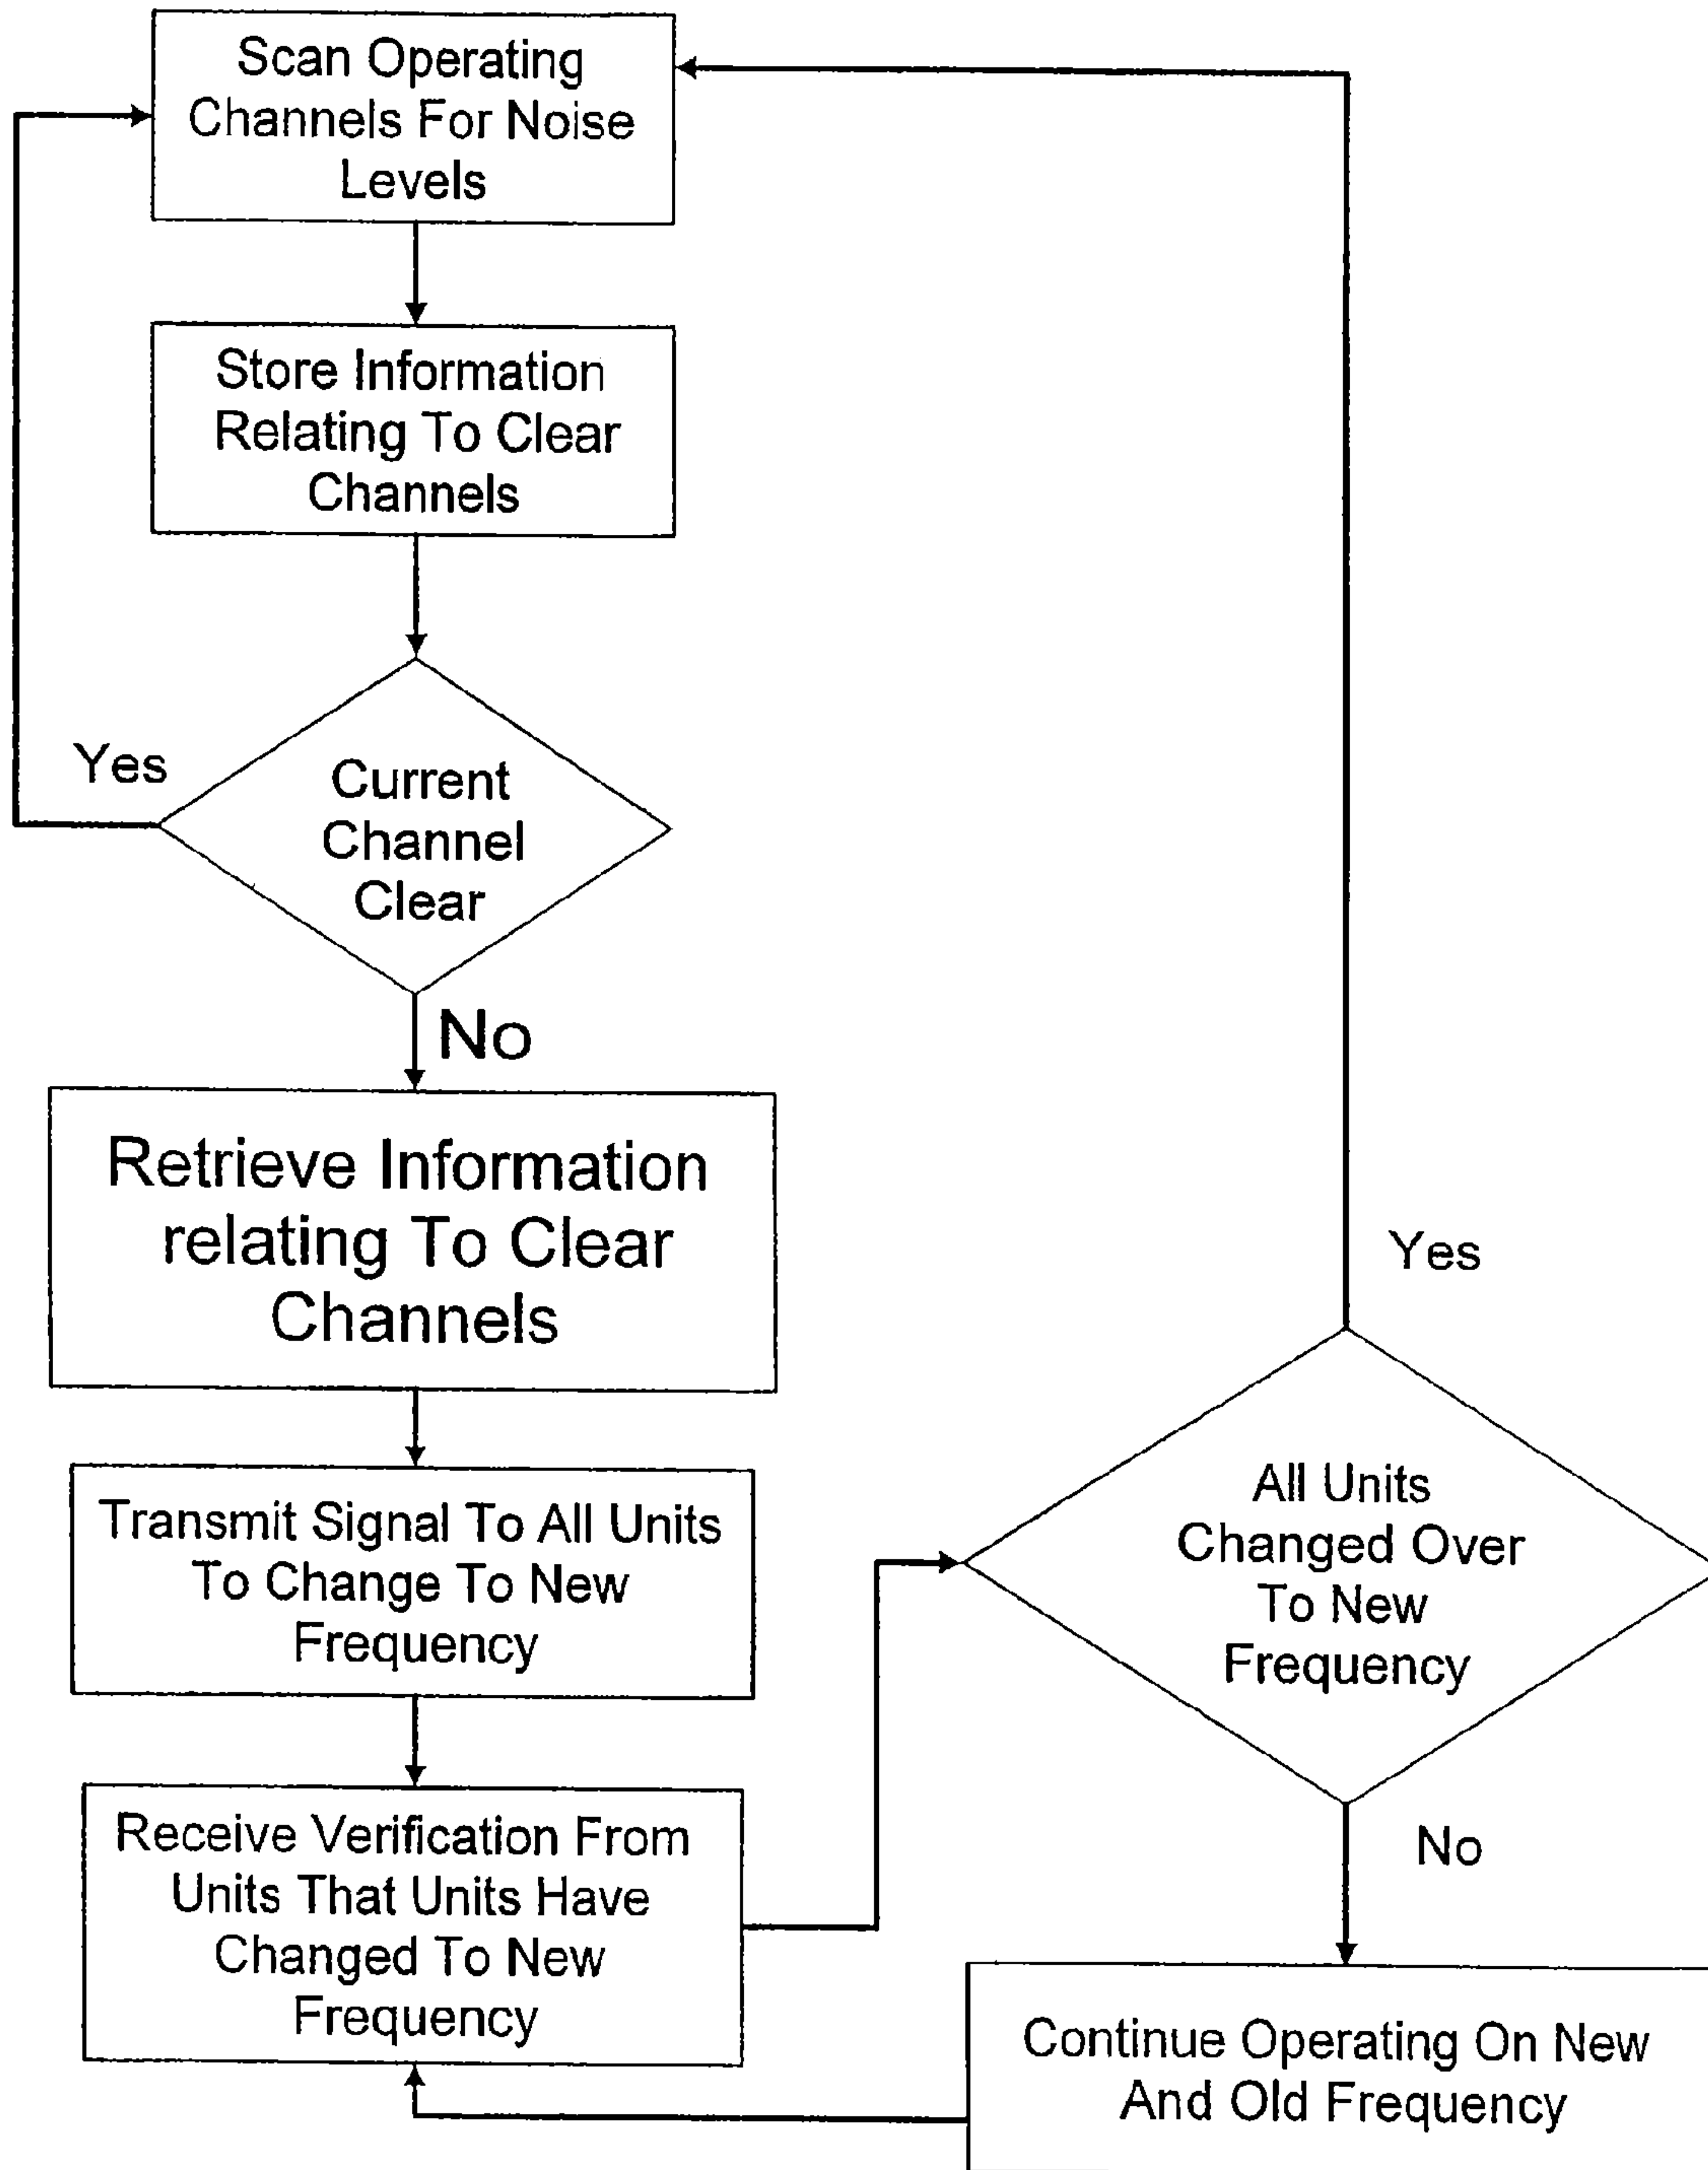 Scan Operating
Channels For Noise
Levels
Store Information
Relating To Clear
Channels
Yes
Current
Channel
Clear
No
Retrieve Information
relating To Clear
Channels
Transmit Signal To All Units
To Change To New
Frequency
Receive Verification From
Units That Units Have
Changed To New
Frequency
Yes
All Units
Changed Over
To New
Frequency
No
Continue Operating On New
And Old Frequency